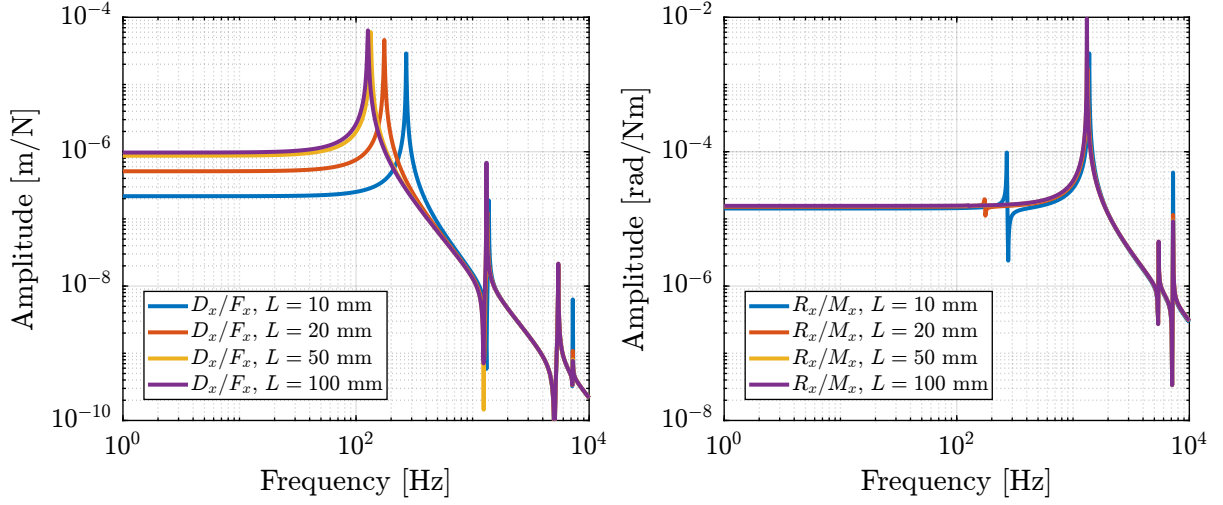 Amplitude [m/N]
10^{-4}
10^{-6}
10^{-8}
10^{-10}
D_x/F_x, L = 10 mm
D_x/F_x, L = 20 mm
D_x/F_x, L = 50 mm
D_x/F_x, L = 100 mm
10^0
10^2
10^4
Frequency [Hz]
Amplitude [rad/Nm]
10^{-2}
10^{-4}
10^{-6}
10^{-8}
R_x/M_x, L = 10 mm
R_x/M_x, L = 20 mm
R_x/M_x, L = 50 mm
R_x/M_x, L = 100 mm
10^0
10^2
10^4
Frequency [Hz]